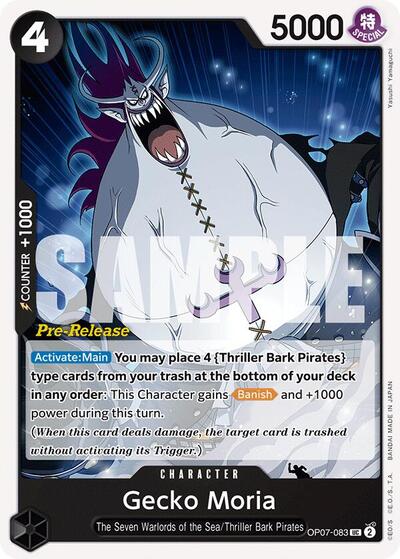 4
5000
特
SPECIAL
Yasushi Yamaguchi
COUNTER +1000
SAMPLE
Pre-Release
Activate:Main You may place 4 {Thriller Bark Pirates}
type cards from your trash at the bottom of your deck
in any order: This Character gains Banish and +1000
power during this turn.
(When this card deals damage, the target card is trashed
without activating its Trigger.)
CHARACTER
Gecko Moria
The Seven Warlords of the Sea/Thriller Bark Pirates
OP07-083 UC 2
©E.O./S., T.A. BANDAI MADE IN JAPAN